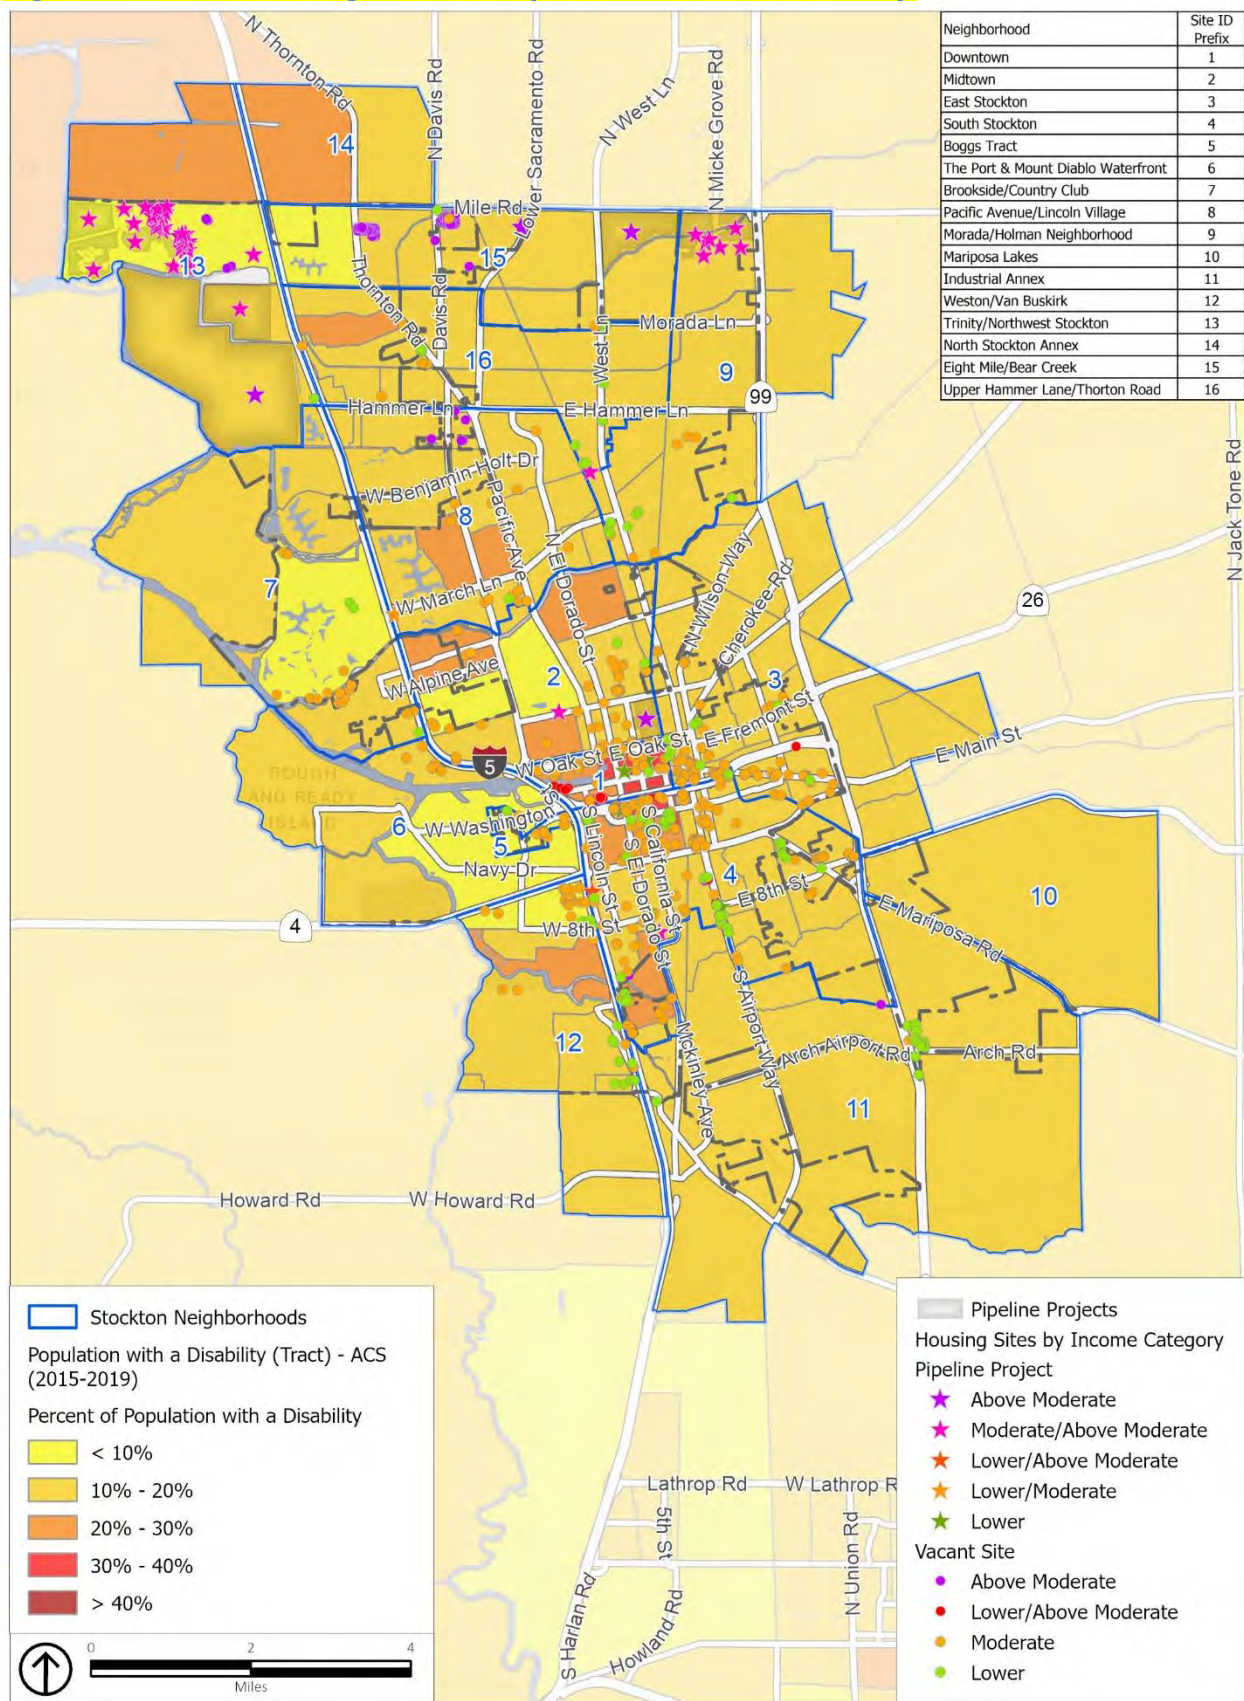 Neighborhood Site ID Prefix
Downtown 1
Midtown 2
East Stockton 3
South Stockton 4
Boggs Tract 5
The Port & Mount Diablo Waterfront 6
Brookside/Country Club 7
Pacific Avenue/Lincoln Village 8
Morada/Holman Neighborhood 9
Mariposa Lakes 10
Industrial Annex 11
Weston/Van Buskirk 12
Trinity/Northwest Stockton 13
North Stockton Annex 14
Eight Mile/Bear Creek 15
Upper Hammer Lane/Thorton Road 16
N Thornton Rd
N Davis Rd
Lower Sacramento Rd
N West Ln
N Micke Grove Rd
14
Mile Rd
13
15
Thornton Rd
Davis Rd
Morada Ln
West Ln
16
9
99
Hammer Ln
E Hammer Ln
N Jack Tone Rd
W Benjamin Holt Dr
8
Pacific Ave
N El Dorado St
7
W March Ln
N Wilson Way
Cherokee Rd
26
W Alpine Ave
2
3
E Fremont St
W Oak St
E Oak St
E Main St
5
1
ROUGH
AND READY
ISLAND
6
W Washington St
5
Navy Dr
S Lincoln St
S El Dorado St
S California St
4
E 8th St
10
4
W 8th St
E Mariposa Rd
S Airport Way
12
Mckinley Ave
Arch Airport Rd
Arch Rd
11
Howard Rd
W Howard Rd
Lathrop Rd
W Lathrop R
5th St
N Union Rd
S Harlan Rd
Howland Rd
Stockton Neighborhoods
Population with a Disability (Tract) - ACS
(2015-2019)
Percent of Population with a Disability
< 10%
10% - 20%
20% - 30%
30% - 40%
> 40%
0 2 4
Miles
Pipeline Projects
Housing Sites by Income Category
Pipeline Project
Above Moderate
Moderate/Above Moderate
Lower/Above Moderate
Lower/Moderate
Lower
Vacant Site
Above Moderate
Lower/Above Moderate
Moderate
Lower